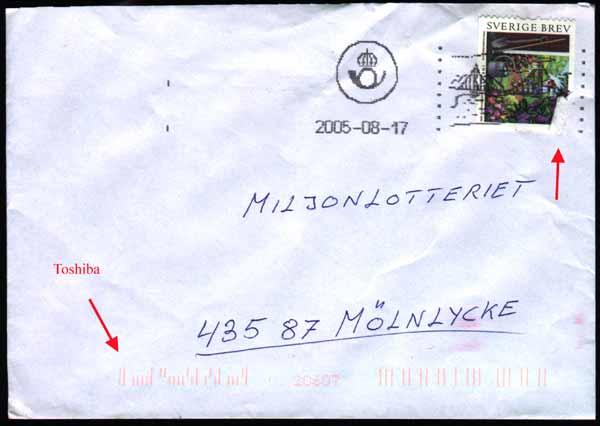 SVERIGE BREV
2005-08-17
MILJONLOTTERIET
Toshiba
435 87 MÖLNLYCKE
20607